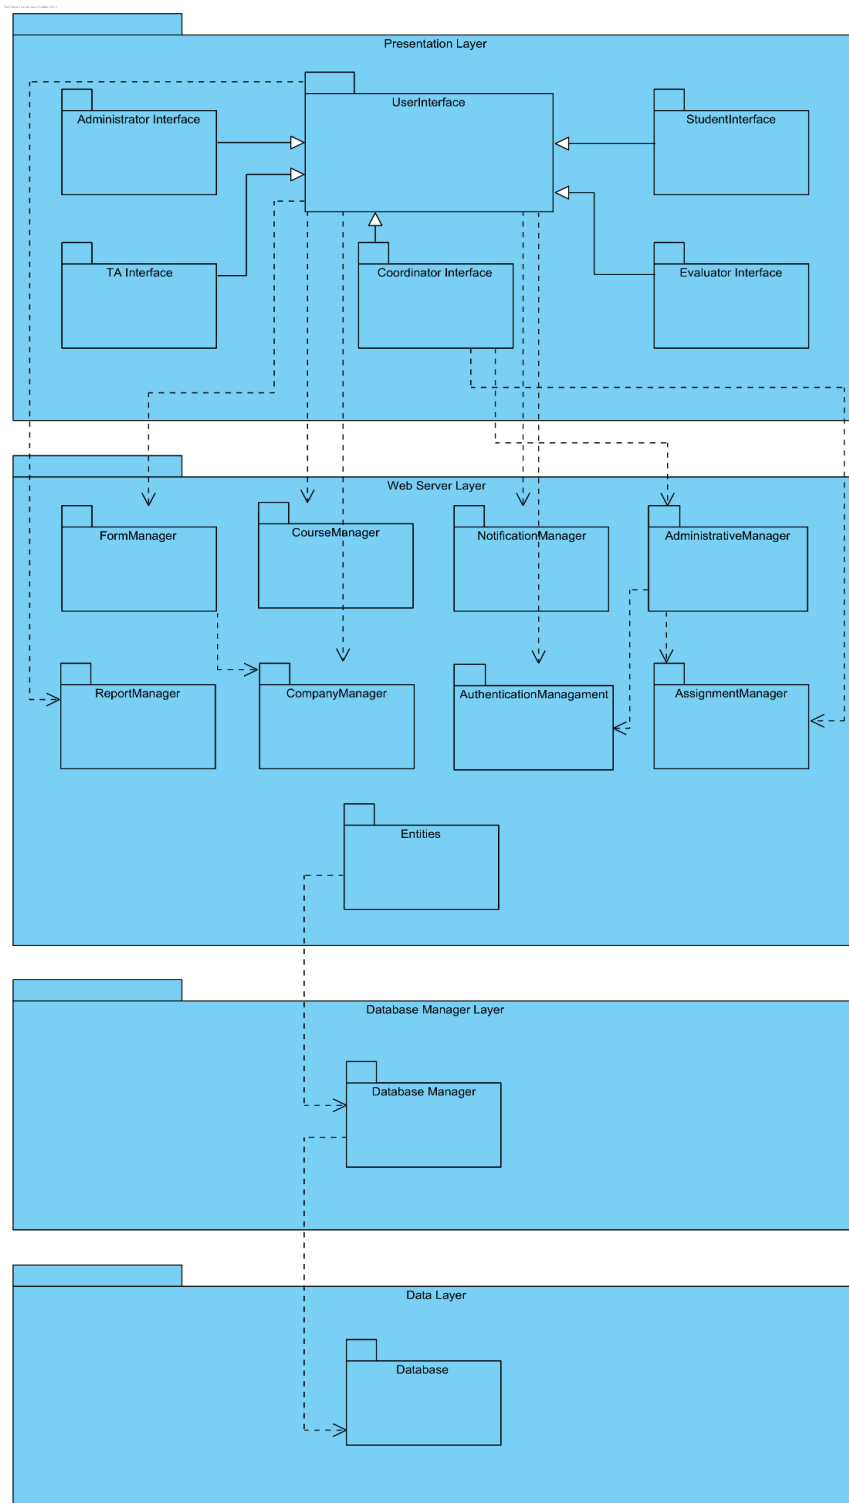 Presentation Layer
UserInterface
Administrator Interface
StudentInterface
TA Interface
Coordinator Interface
Evaluator Interface
Web Server Layer
FormManager
CourseManager
NotificationManager
AdministrativeManager
ReportManager
CompanyManager
AuthenticationManagament
AssignmentManager
Entities
Database Manager Layer
Database Manager
Data Layer
Database